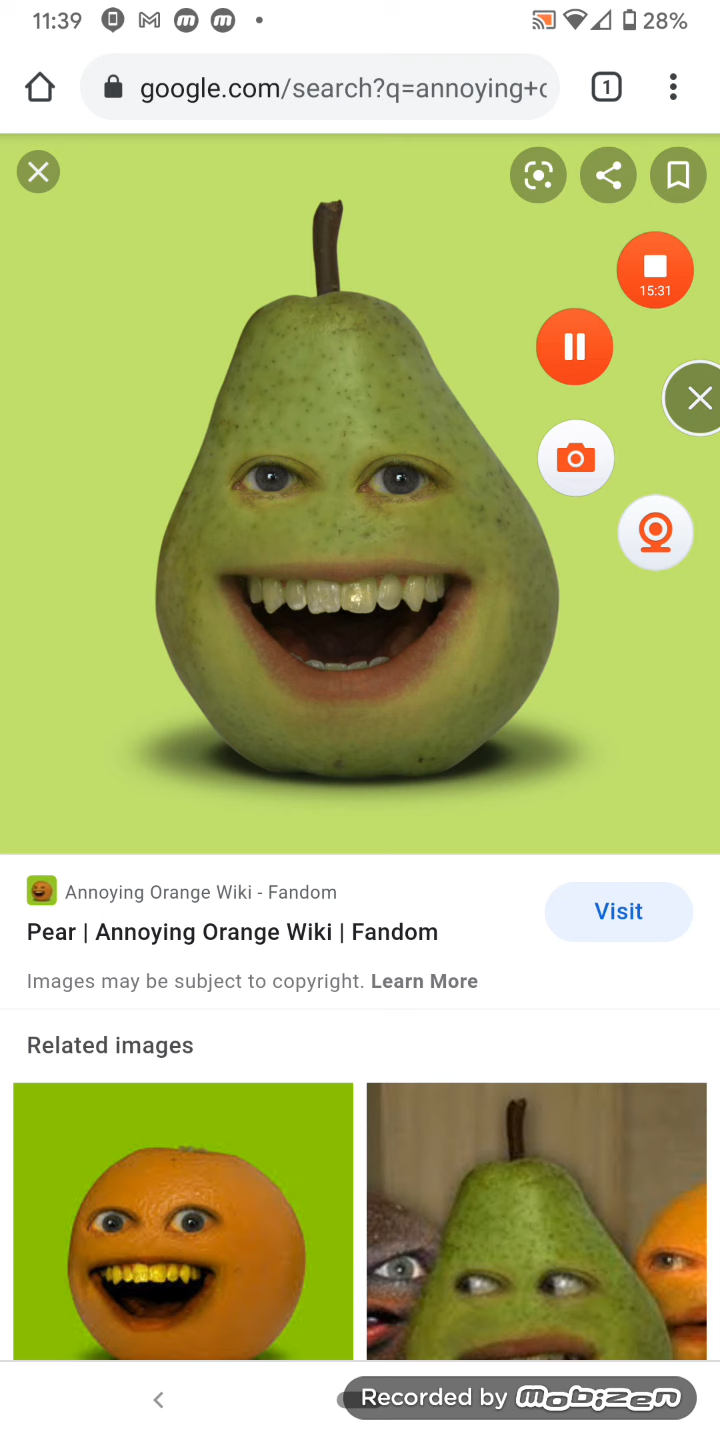 11:39
28%
google.com/search?q=annoying+c
1
15:31
Annoying Orange Wiki - Fandom
Pear | Annoying Orange Wiki | Fandom
Visit
Images may be subject to copyright. Learn More
Related images
Recorded by mobizen